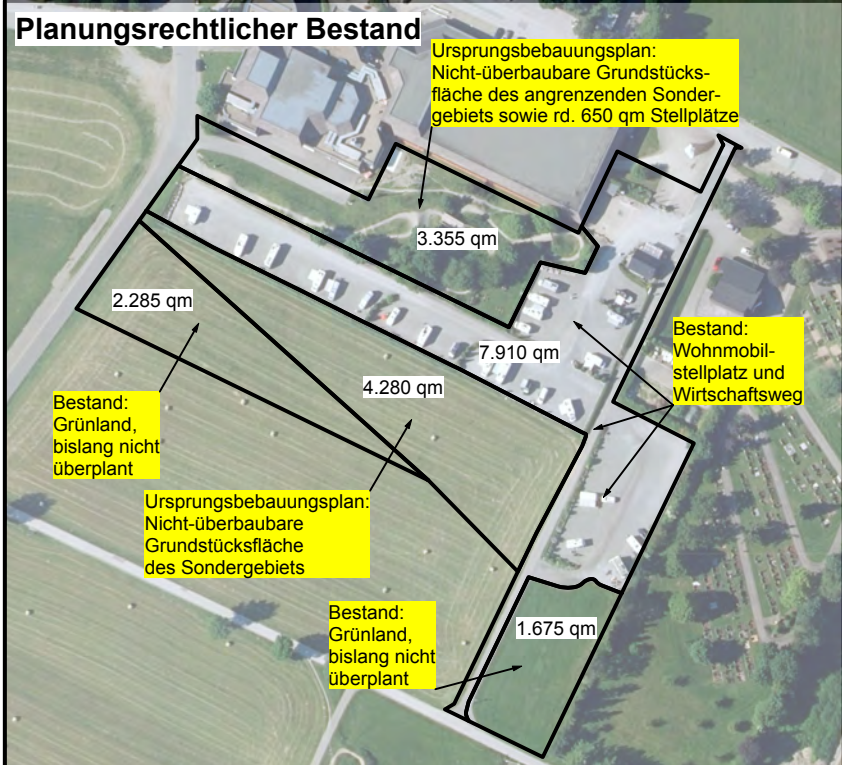 Planungsrechtlicher Bestand
Ursprungsbebauungsplan:
Nicht-überbaubare Grundstücks-
fläche des angrenzenden Sonder-
gebiets sowie rd. 650 qm Stellplätze
3.355 qm
2.285 qm
7.910 qm
4.280 qm
Bestand:
Wohnmobil-
stellplatz und
Wirtschaftsweg
Bestand:
Grünland,
bislang nicht
überplant
Ursprungsbebauungsplan:
Nicht-überbaubare
Grundstücksfläche
des Sondergebiets
Bestand:
Grünland,
bislang nicht
überplant
1.675 qm